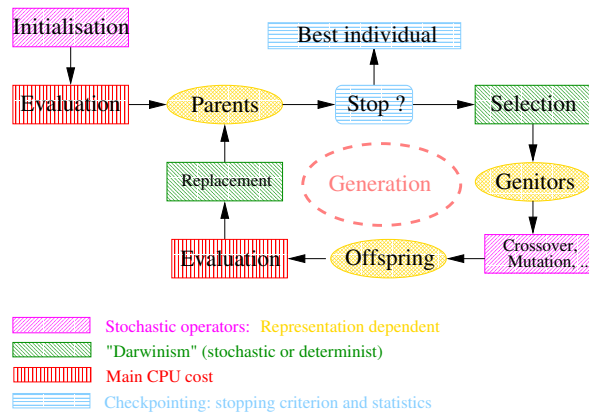 Initialisation
Best individual
Evaluation
Parents
Stop ?
Selection
Replacement
Generation
Genitors
Evaluation
Offspring
Crossover,
Mutation, ..
Stochastic operators: Representation dependent
"Darwinism" (stochastic or determinist)
Main CPU cost
Checkpointing: stopping criterion and statistics